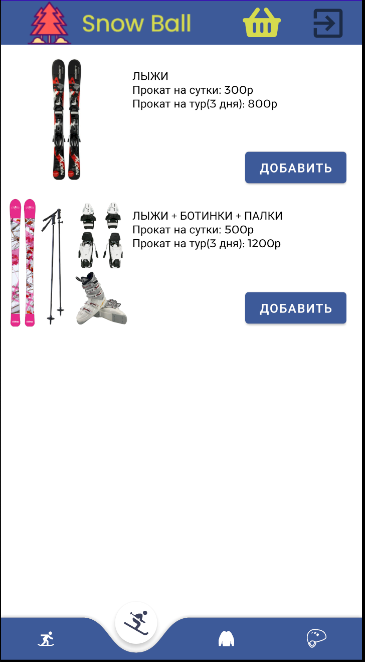 Snow Ball
ЛЫЖИ
Прокат на сутки: 300р
Прокат на тур(3 дня): 800р
ДОБАВИТЬ
ЛЫЖИ + БОТИНКИ + ПАЛКИ
Прокат на сутки: 500р
Прокат на тур(3 дня): 1200р
ДОБАВИТЬ